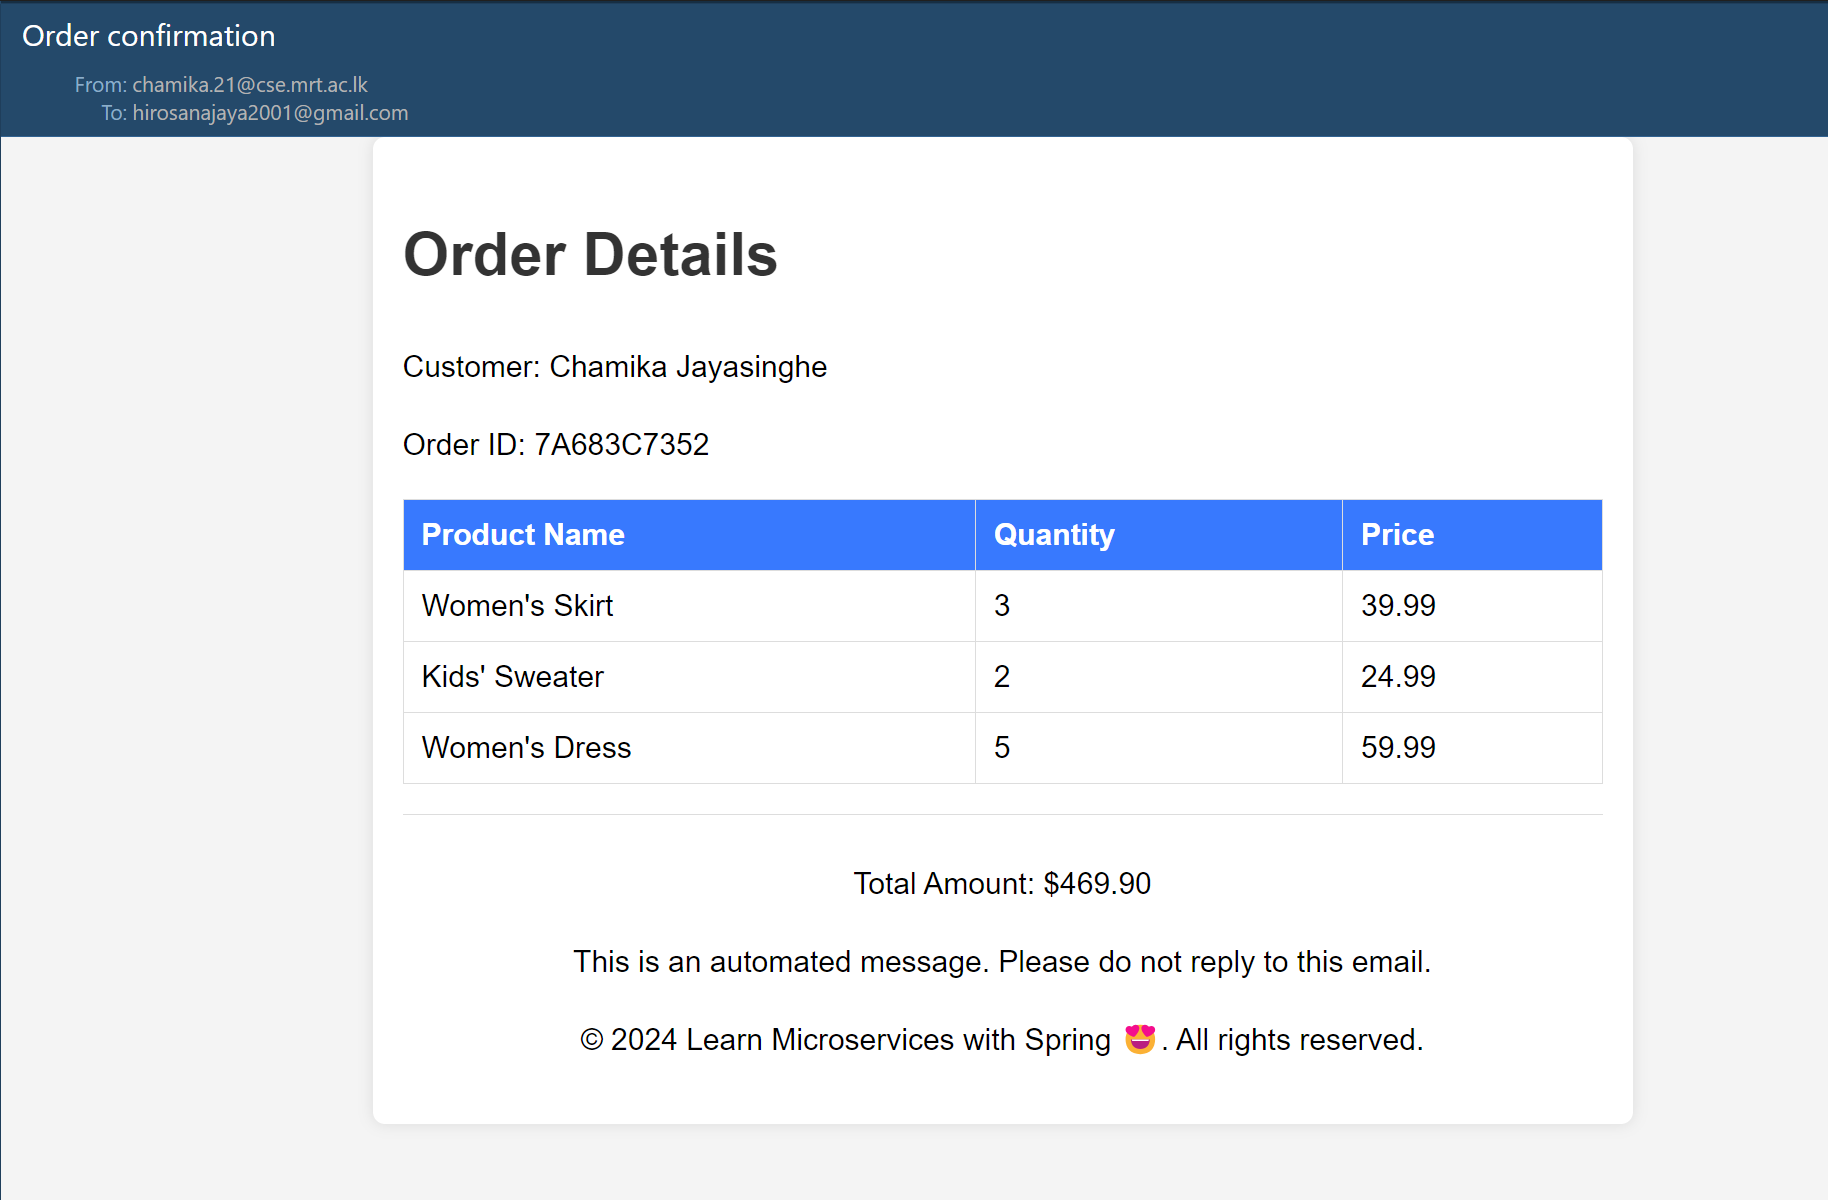 Order confirmation
From: chamika.21@cse.mrt.ac.lk
To: hirosanajaya2001@gmail.com
Order Details
Customer: Chamika Jayasinghe
Order ID: 7A683C7352
Product Name Quantity Price
Women's Skirt 3 39.99
Kids' Sweater 2 24.99
Women's Dress 5 59.99
Total Amount: $469.90
This is an automated message. Please do not reply to this email.
© 2024 Learn Microservices with Spring 😍. All rights reserved.